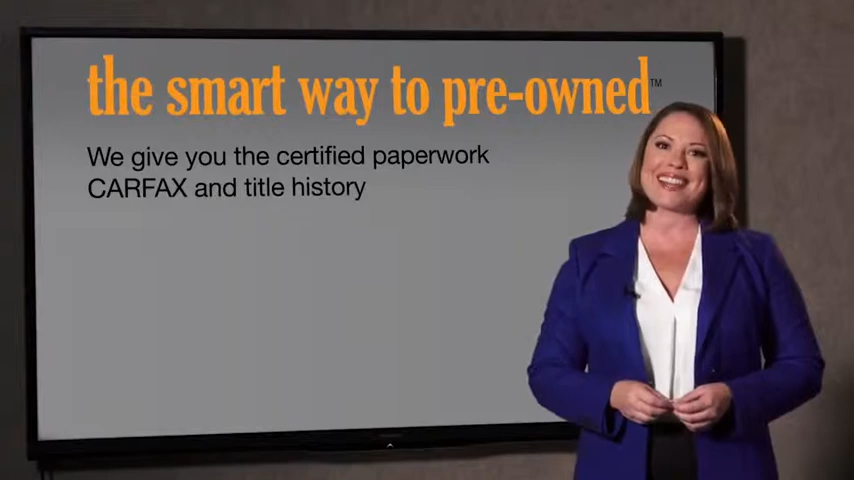 the smart way to pre-owned™
We give you the certified paperwork
CARFAX and title history